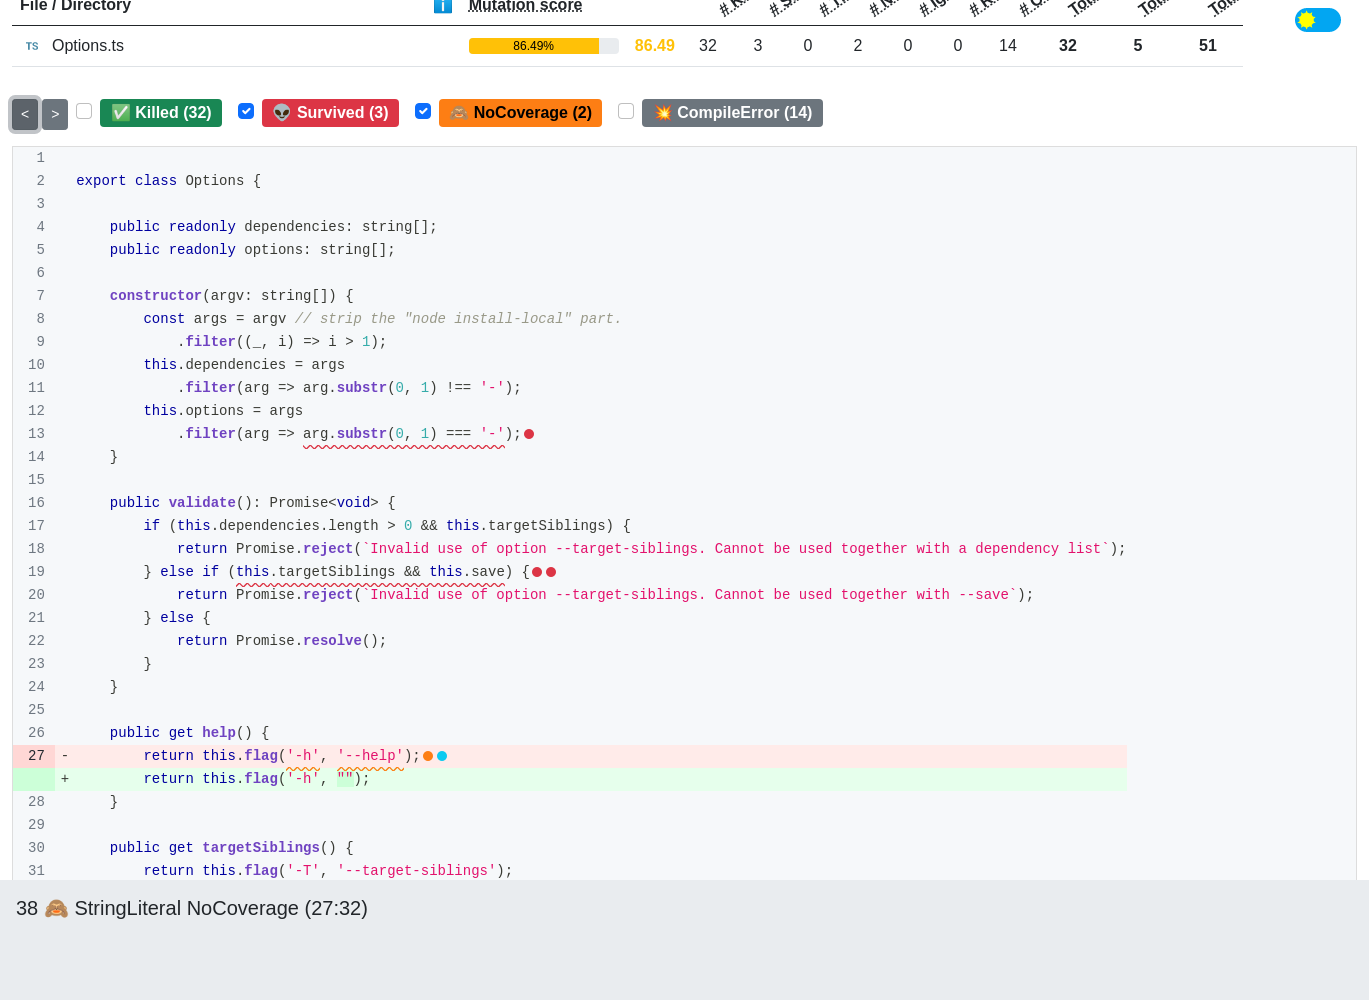 File / Directory Mutation score
Options.ts 86.49% 86.49 32 3 0 2 0 0 14 32 5 51
< > ✅ Killed (32) 👽 Survived (3) 🙈 NoCoverage (2) 💥 CompileError (14)
1
2 export class Options {
3
4 public readonly dependencies: string[];
5 public readonly options: string[];
6
7 constructor(argv: string[]) {
8 const args = argv // strip the "node install-local" part.
9 .filter((_, i) => i > 1);
10 this.dependencies = args
11 .filter(arg => arg.substr(0, 1) !== '-');
12 this.options = args
13 .filter(arg => arg.substr(0, 1) === '-');
14 }
15
16 public validate(): Promise<void> {
17 if (this.dependencies.length > 0 && this.targetSiblings) {
18 return Promise.reject(`Invalid use of option --target-siblings. Cannot be used together with a dependency list`);
19 } else if (this.targetSiblings && this.save) {
20 return Promise.reject(`Invalid use of option --target-siblings. Cannot be used together with --save`);
21 } else {
22 return Promise.resolve();
23 }
24 }
25
26 public get help() {
27 - return this.flag('-h', '--help');
+ return this.flag('-h', "");
28 }
29
30 public get targetSiblings() {
31 return this.flag('-T', '--target-siblings');
38 🙈 StringLiteral NoCoverage (27:32)